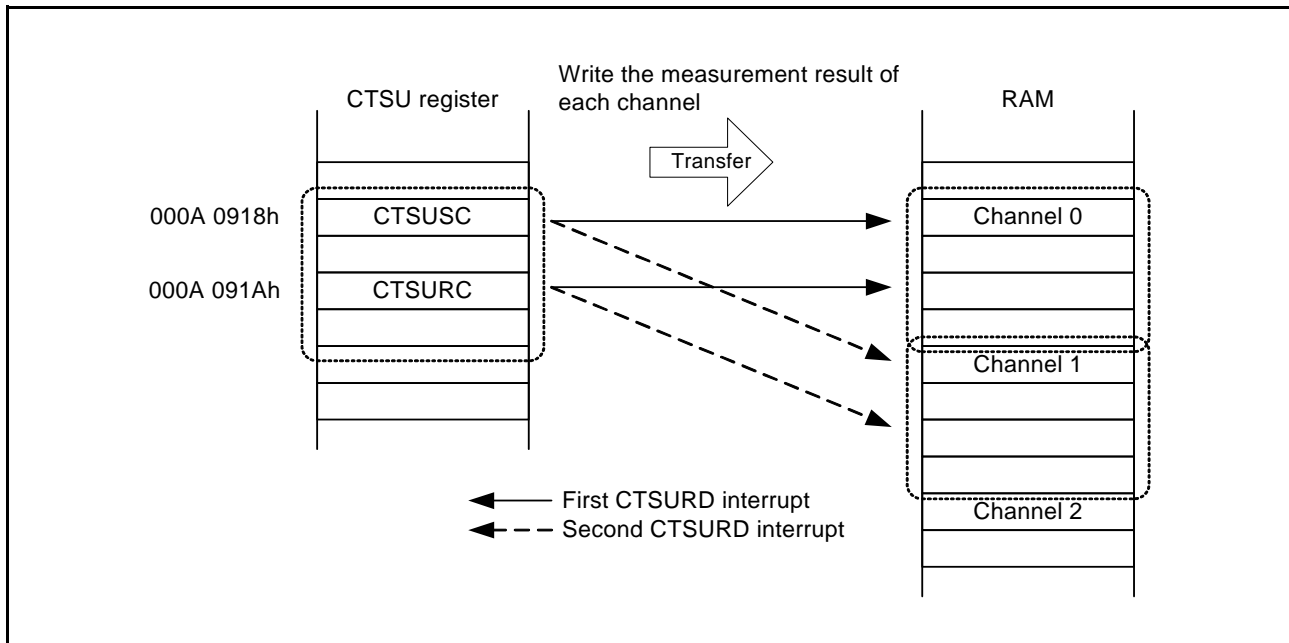 CTSU register
Write the measurement result of
each channel
RAM
Transfer
000A 0918h
CTSUSC
Channel 0
000A 091Ah
CTSURC
Channel 1
First CTSURD interrupt
Second CTSURD interrupt
Channel 2